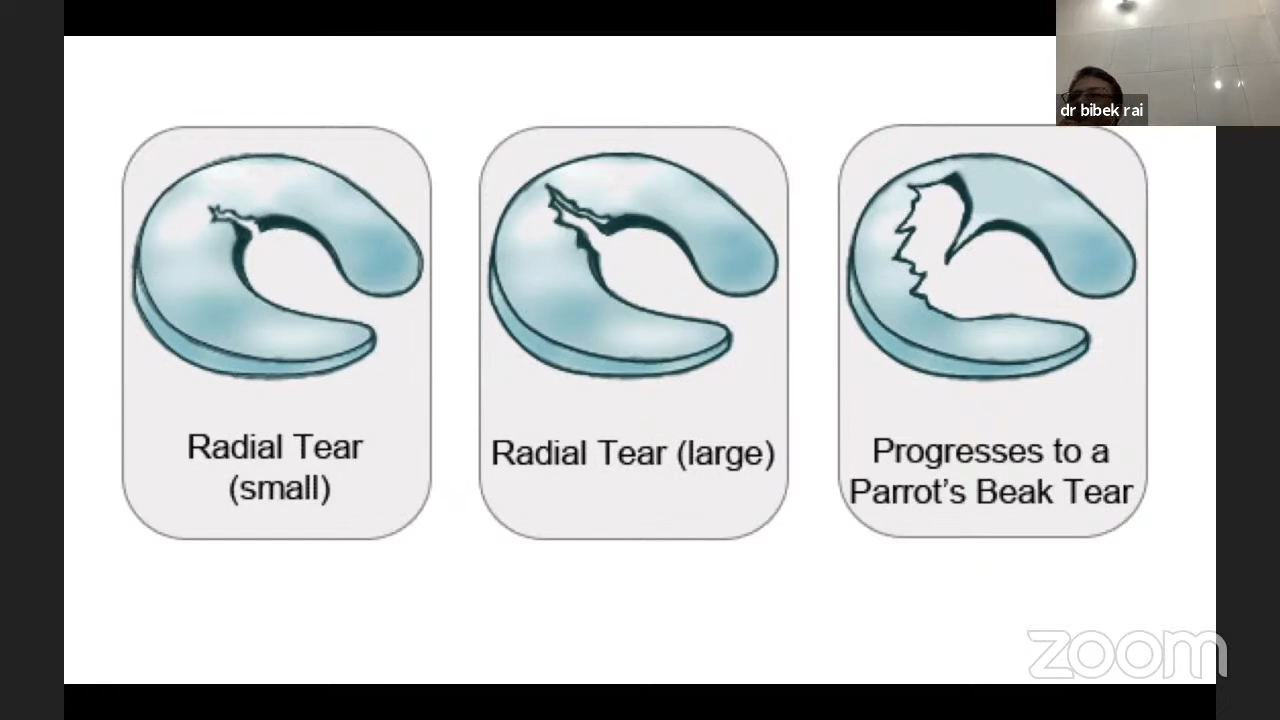 dr bibek rai
Radial Tear
(small)
Radial Tear (large)
Progresses to a
Parrot's Beak Tear
zoom